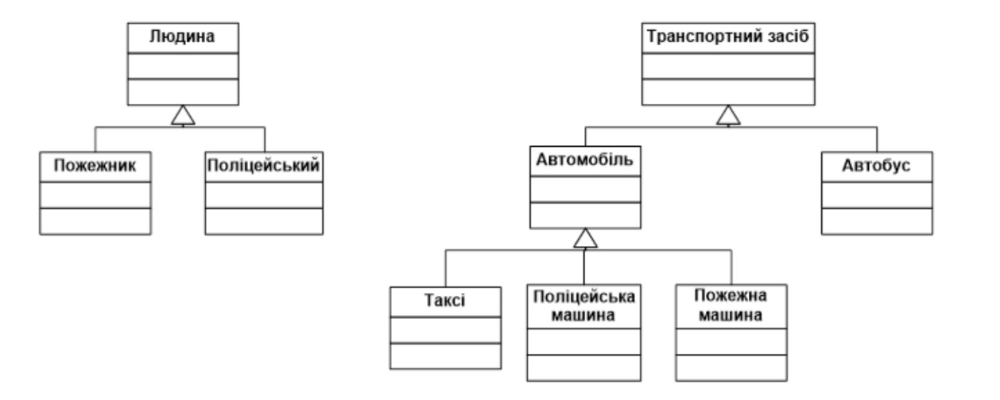 Людина
Транспортний засіб
Пожежник
Поліцейський
Автомобіль
Автобус
Таксі
Поліцейська
машина
Пожежна
машина